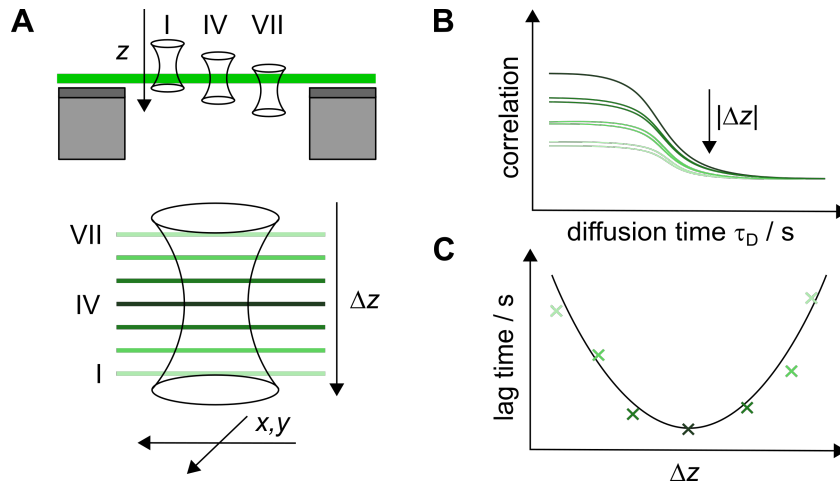 A
z
I IV VII
VII
IV
I
Δz
x,y
B
correlation
|Δz|
diffusion time τD / s
C
lag time / s
Δz